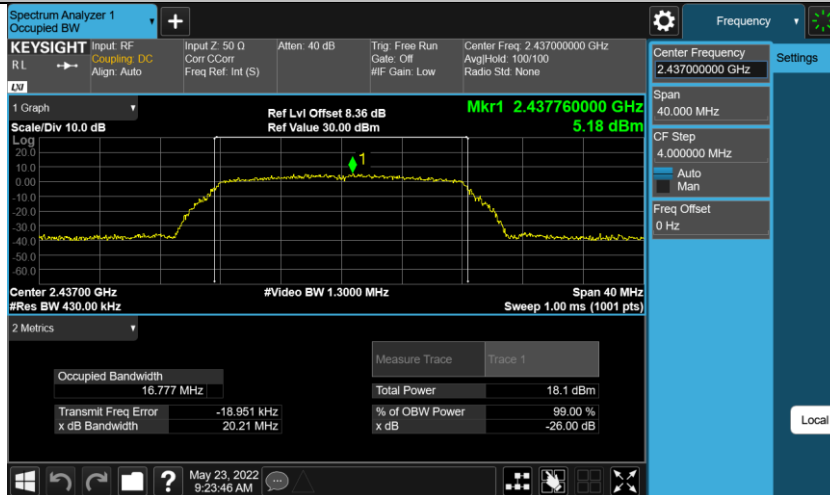 Spectrum Analyzer 1
Occupied BW
Frequency
KEYSIGHT
RL
LXI
Input: RF
Coupling: DC
Align: Auto
Input Z: 50 Ω
Corr CCorr
Freq Ref: Int (S)
Atten: 40 dB
Trig: Free Run
Gate: Off
#IF Gain: Low
Center Freq: 2.437000000 GHz
Avg|Hold: 100/100
Radio Std: None
Center Frequency
2.437000000 GHz
Settings
Span
40.000 MHz
CF Step
4.000000 MHz
Auto
Man
Freq Offset
0 Hz
Local
1 Graph
Scale/Div 10.0 dB
Ref Lvl Offset 8.36 dB
Ref Value 30.00 dBm
Mkr1 2.437760000 GHz
5.18 dBm
Log
20.0
10.0
0.00
-10.0
-20.0
-30.0
-40.0
-50.0
-60.0
1
Center 2.43700 GHz
#Res BW 430.00 kHz
#Video BW 1.3000 MHz
Span 40 MHz
Sweep 1.00 ms (1001 pts)
2 Metrics
Measure Trace Trace 1
Occupied Bandwidth
16.777 MHz
Total Power 18.1 dBm
Transmit Freq Error -18.951 kHz
% of OBW Power 99.00 %
x dB Bandwidth 20.21 MHz
x dB -26.00 dB
May 23, 2022
9:23:46 AM